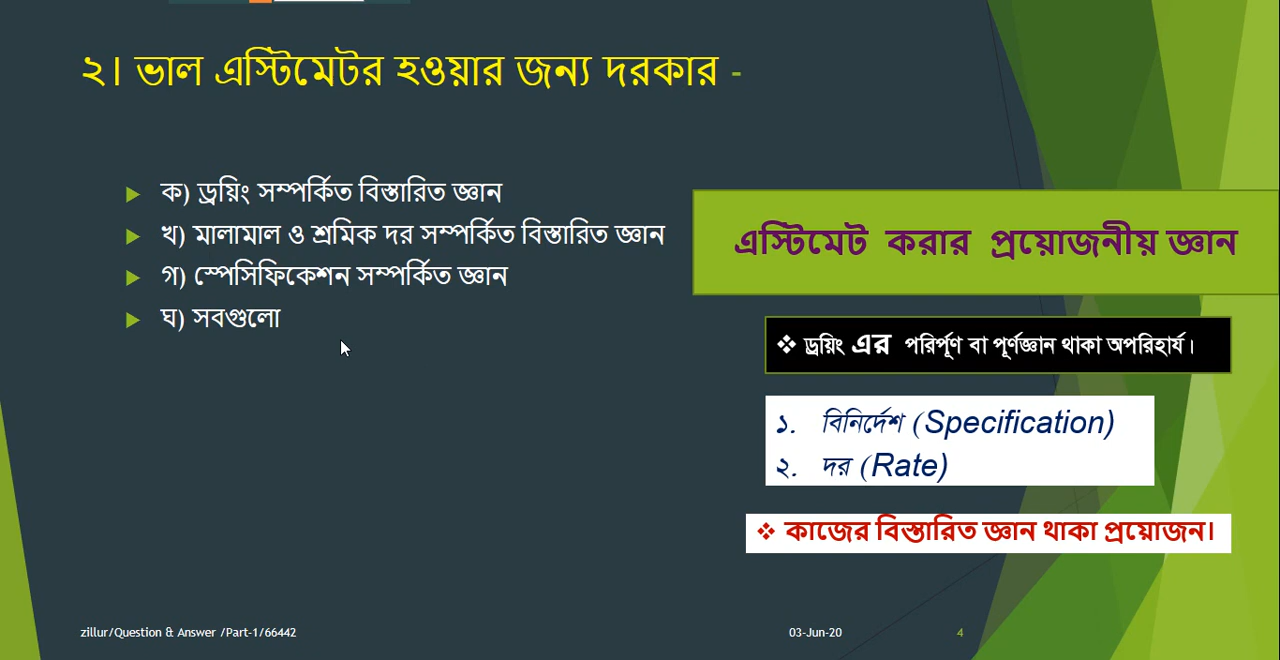 ২। ভাল এস্টিমেটর হওয়ার জন্য দরকার -
ক) ড্রয়িং সম্পর্কিত বিস্তারিত জ্ঞান
খ) মালামাল ও শ্রমিক দর সম্পর্কিত বিস্তারিত জ্ঞান
গ) স্পেসিফিকেশন সম্পর্কিত জ্ঞান
ঘ) সবগুলো
এস্টিমেট করার প্রয়োজনীয় জ্ঞান
❖ ড্রয়িং এর পরির্পূণ বা পূর্ণজ্ঞান থাকা অপরিহার্য।
১. বিনির্দেশ (Specification)
২. দর (Rate)
❖ কাজের বিস্তারিত জ্ঞান থাকা প্রয়োজন।
zillur/Question & Answer /Part-1/66442
03-Jun-20
4